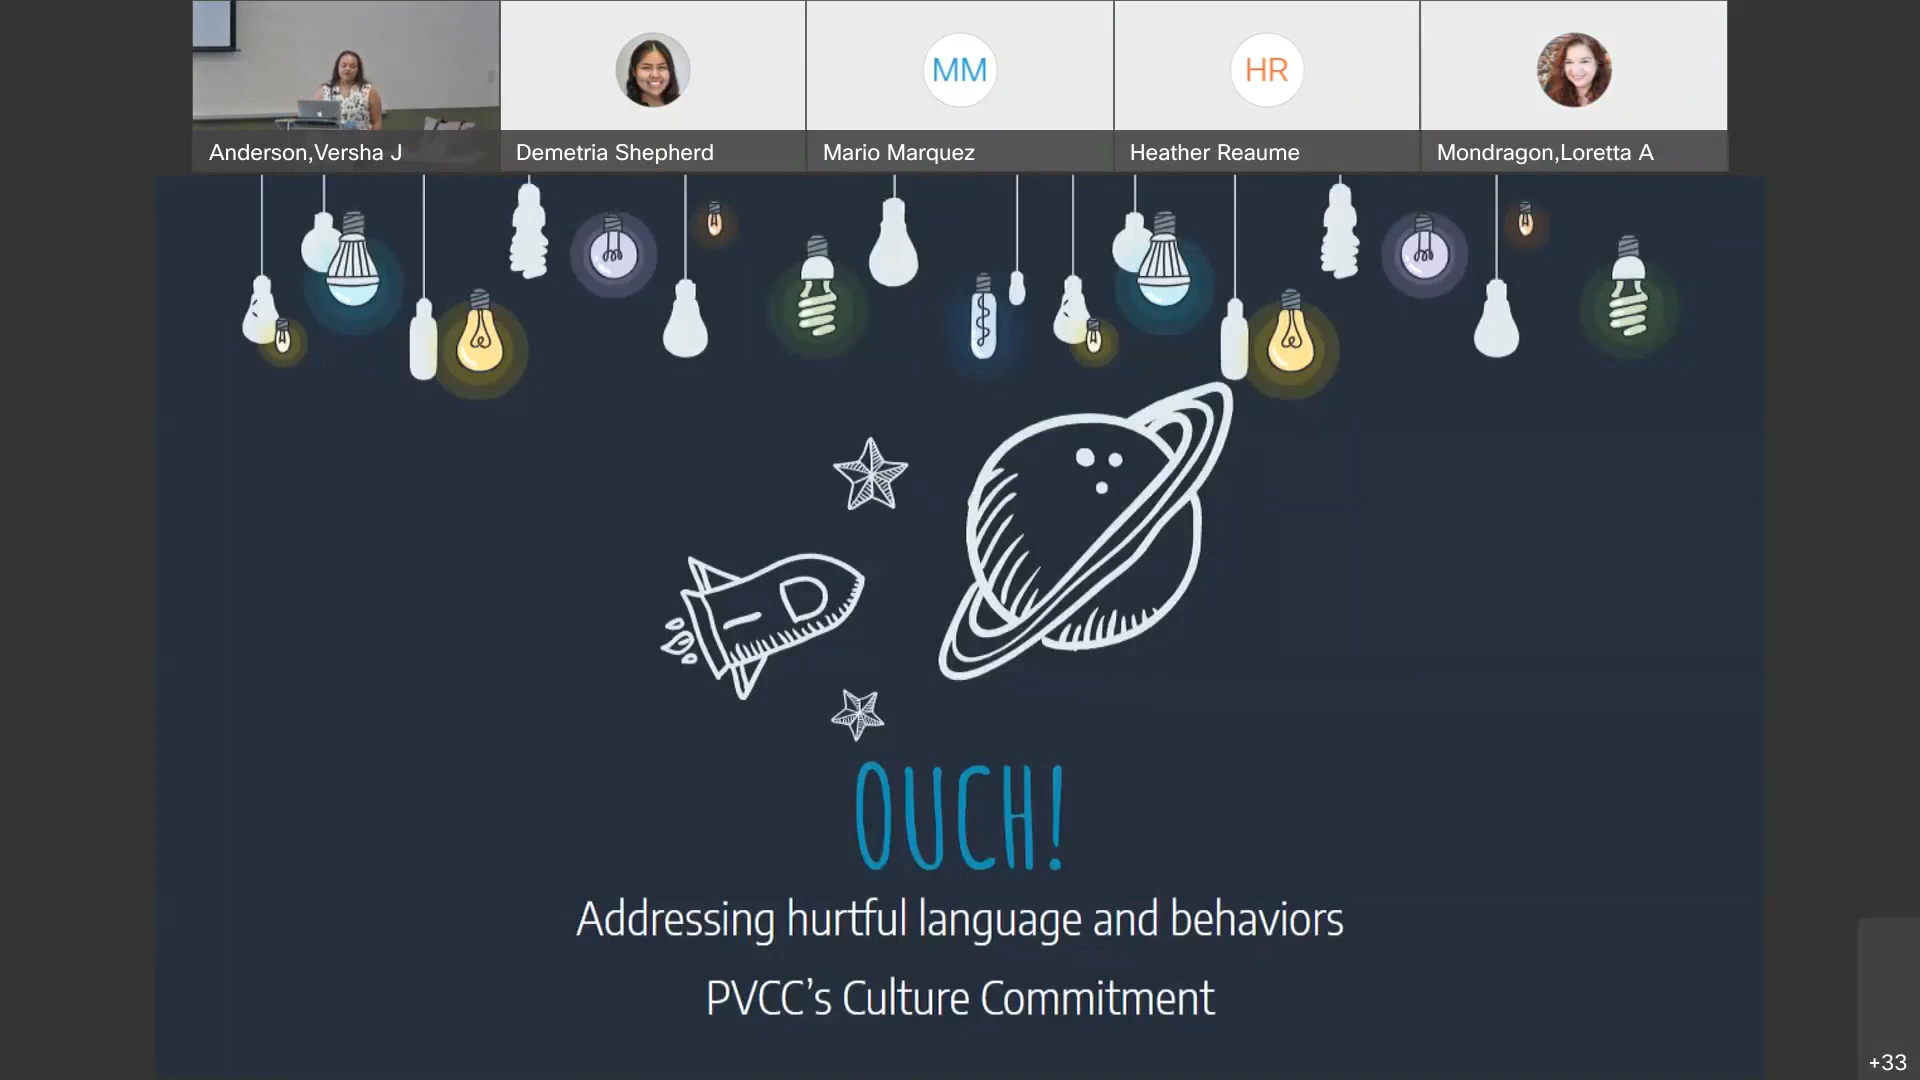 Anderson,Versha J
Demetria Shepherd
MM
Mario Marquez
HR
Heather Reaume
Mondragon,Loretta A
OUCH!
Addressing hurtful language and behaviors
PVCC’s Culture Commitment
+33